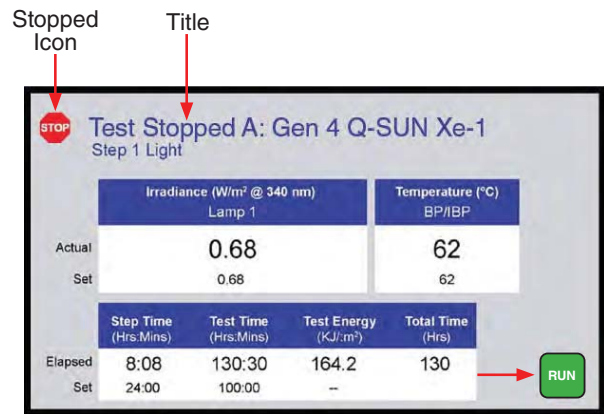 Stopped
Icon
Title
STOP
Test Stopped A: Gen 4 Q-SUN Xe-1
Step 1 Light
Irradiance (W/m² @ 340 nm)
Lamp 1
Temperature (°C)
BP/IBP
Actual 0.68 62
Set 0.68 62
Step Time Test Time Test Energy Total Time
(Hrs:Mins) (Hrs:Mins) (KJ/:m²) (Hrs)
Elapsed 8:08 130:30 164.2 130
Set 24:00 100:00 --
RUN